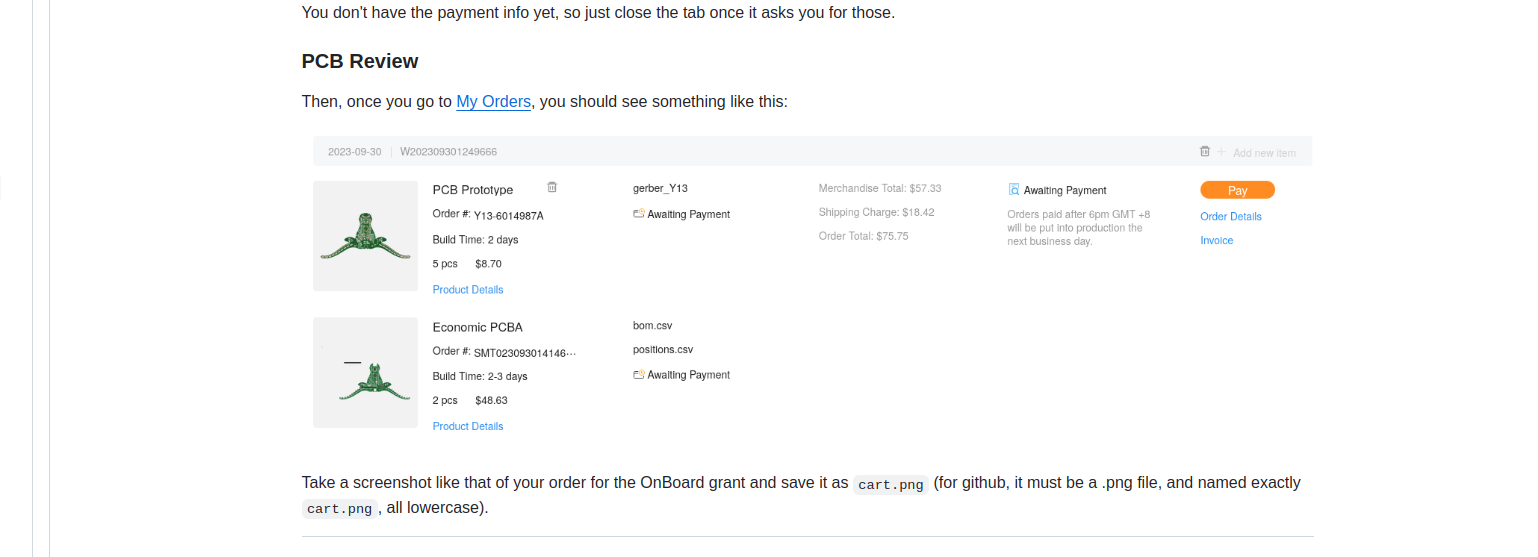 You don't have the payment info yet, so just close the tab once it asks you for those.
PCB Review
Then, once you go to My Orders, you should see something like this:
2023-09-30 | W202309301249666
Add new item
PCB Prototype
Order #: Y13-6014987A
Build Time: 2 days
5 pcs $8.70
Product Details
gerber_Y13
Awaiting Payment
Merchandise Total: $57.33
Shipping Charge: $18.42
Order Total: $75.75
Awaiting Payment
Orders paid after 6pm GMT +8
will be put into production the
next business day.
Pay
Order Details
Invoice
Economic PCBA
Order #: SMT023093014146···
Build Time: 2-3 days
2 pcs $48.63
Product Details
bom.csv
positions.csv
Awaiting Payment
Take a screenshot like that of your order for the OnBoard grant and save it as cart.png (for github, it must be a .png file, and named exactly
cart.png , all lowercase).